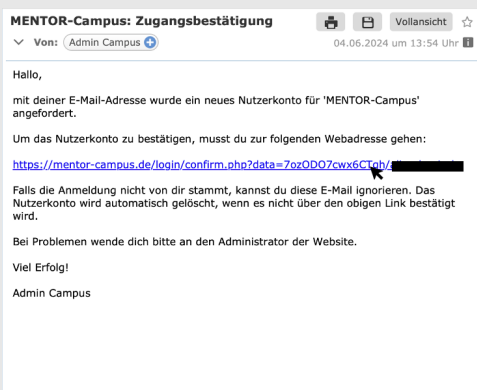 MENTOR-Campus: Zugangsbestätigung
Vollansicht
Von: Admin Campus
04.06.2024 um 13:54 Uhr
Hallo,
mit deiner E-Mail-Adresse wurde ein neues Nutzerkonto für 'MENTOR-Campus'
angefordert.
Um das Nutzerkonto zu bestätigen, musst du zur folgenden Webadresse gehen:
https://mentor-campus.de/login/confirm.php?data=7ozODO7cwx6CTqh/
Falls die Anmeldung nicht von dir stammt, kannst du diese E-Mail ignorieren. Das
Nutzerkonto wird automatisch gelöscht, wenn es nicht über den obigen Link bestätigt
wird.
Bei Problemen wende dich bitte an den Administrator der Website.
Viel Erfolg!
Admin Campus